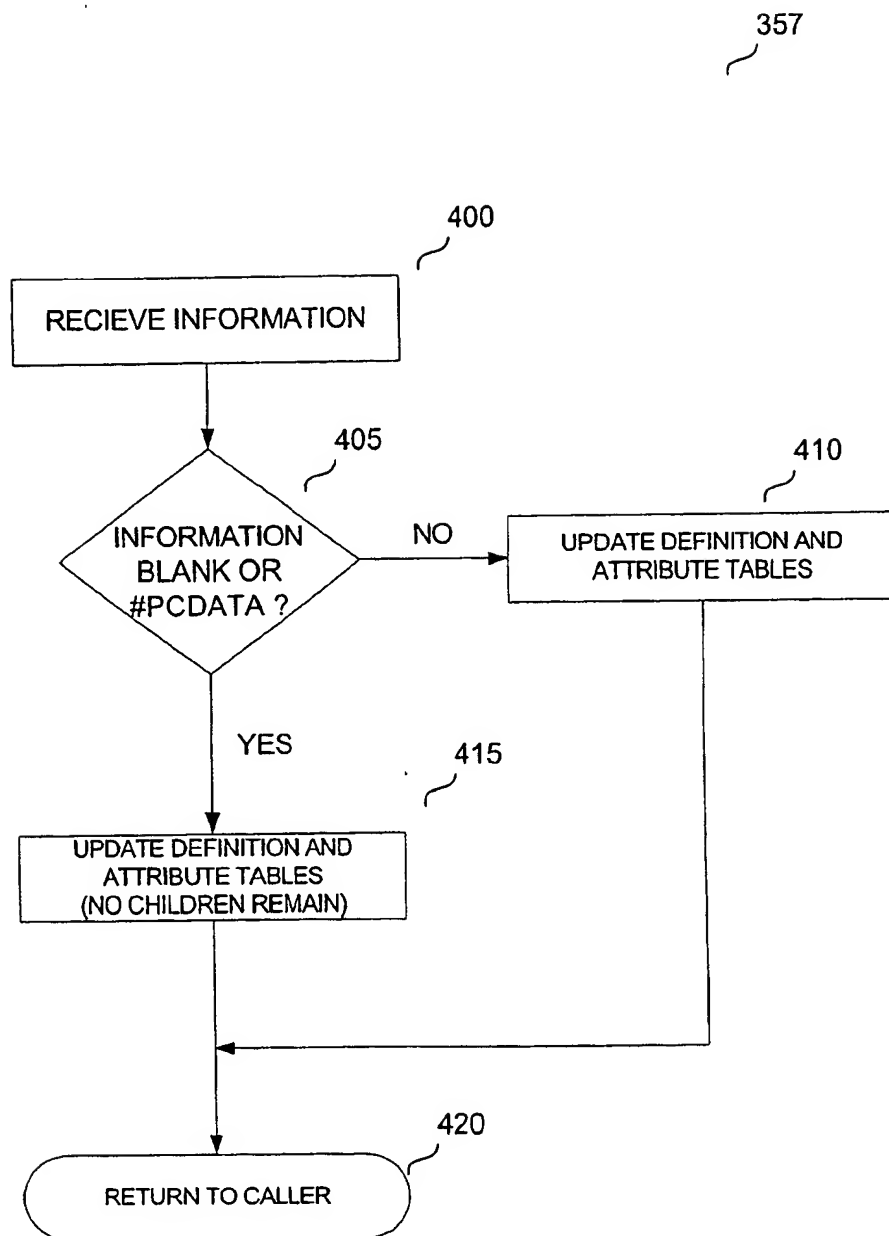 357
400
RECIEVE INFORMATION
405
INFORMATION
BLANK OR
#PCDATA ?
NO
410
UPDATE DEFINITION AND
ATTRIBUTE TABLES
YES
415
UPDATE DEFINITION AND
ATTRIBUTE TABLES
(NO CHILDREN REMAIN)
420
RETURN TO CALLER